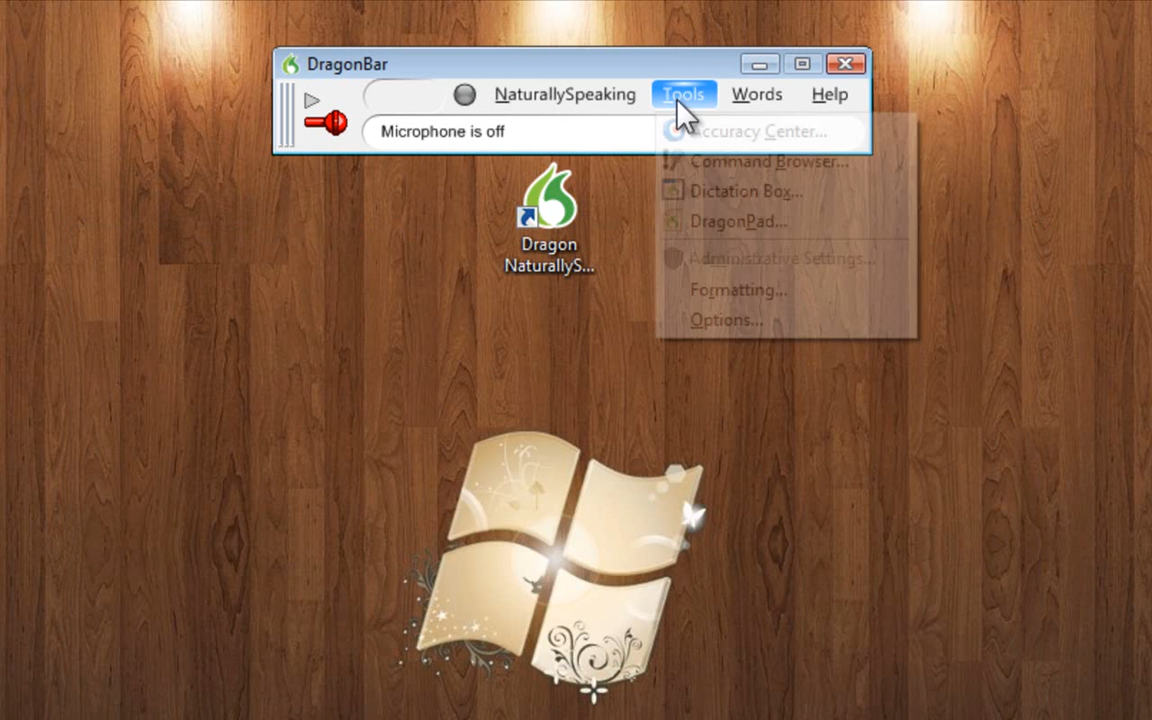 DragonBar
NaturallySpeaking Tools Words Help
Microphone is off
Accuracy Center...
Command Browser...
Dictation Box...
DragonPad...
Administrative Settings...
Formatting...
Options...
Dragon
NaturallyS...